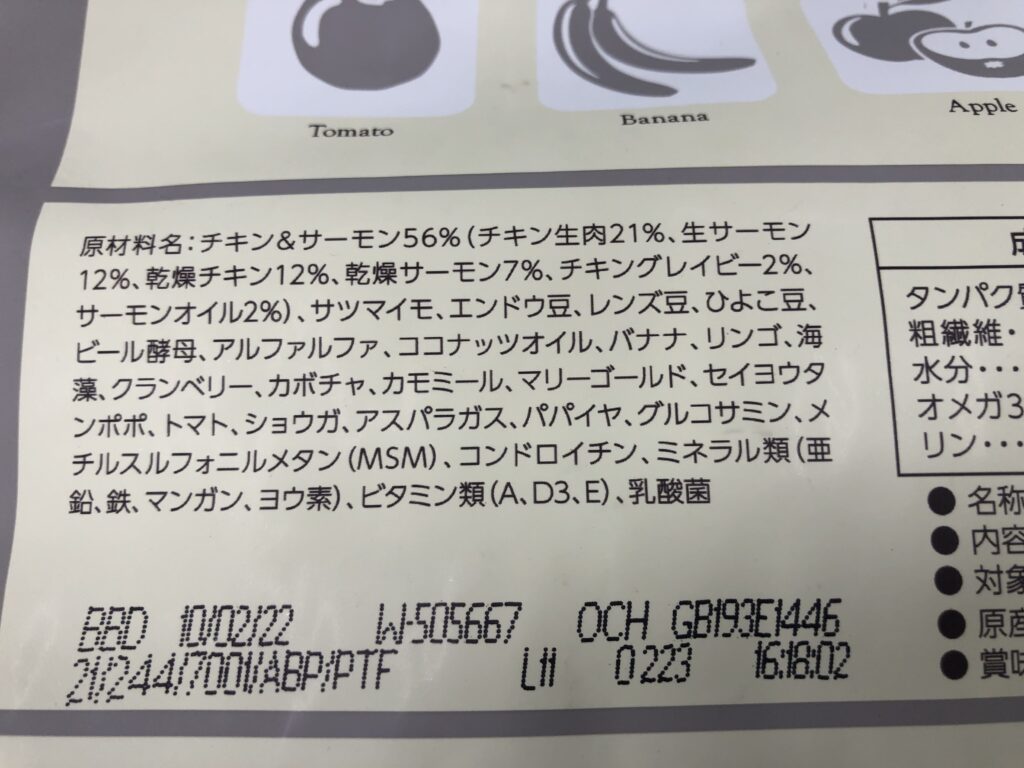 Tomato
Banana
Apple
原材料名：チキン&サーモン56%（チキン生肉21%、生サーモン
12%、乾燥チキン12%、乾燥サーモン7%、チキングレイビー2%、
サーモンオイル2%）、サツマイモ、エンドウ豆、レンズ豆、ひよこ豆、
ビール酵母、アルファルファ、ココナッツオイル、バナナ、リンゴ、海
藻、クランベリー、カボチャ、カモミール、マリーゴールド、セイヨウタ
ンポポ、トマト、ショウガ、アスパラガス、パパイヤ、グルコサミン、メ
チルスルフォニルメタン（MSM）、コンドロイチン、ミネラル類（亜
鉛、鉄、マンガン、ヨウ素）、ビタミン類（A、D3、E）、乳酸菌
タンパク質
粗繊維・
水分・・・
オメガ3
リン・・・
● 名称
● 内容
● 対象
● 原産
● 賞味
BBD 10/02/22 W-505667 OCH GB193E1446
21/244/7001/ABP/PTF L11 0223 16:18:02